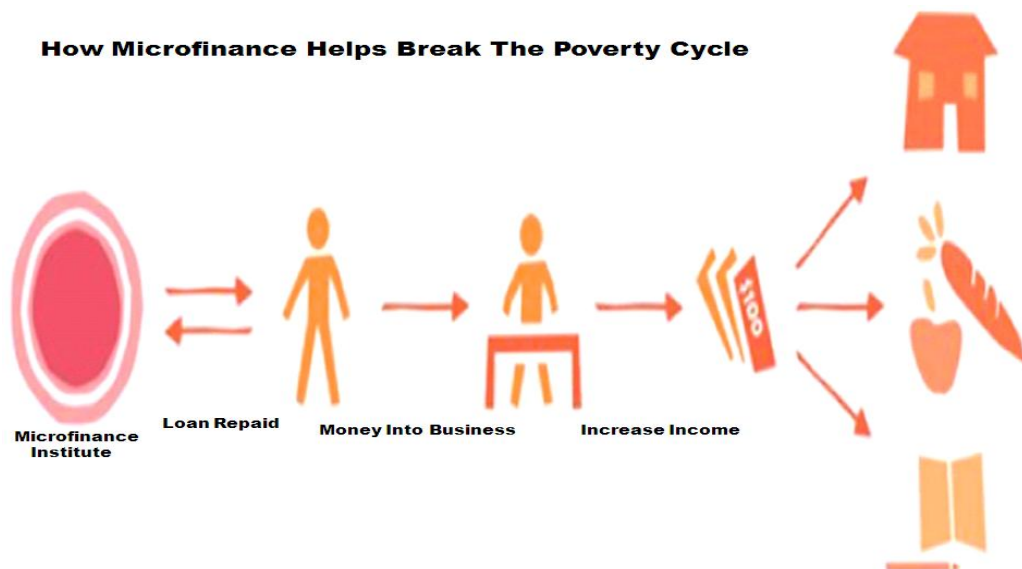 How Microfinance Helps Break The Poverty Cycle
$100
Microfinance
Institute
Loan Repaid
Money Into Business
Increase Income